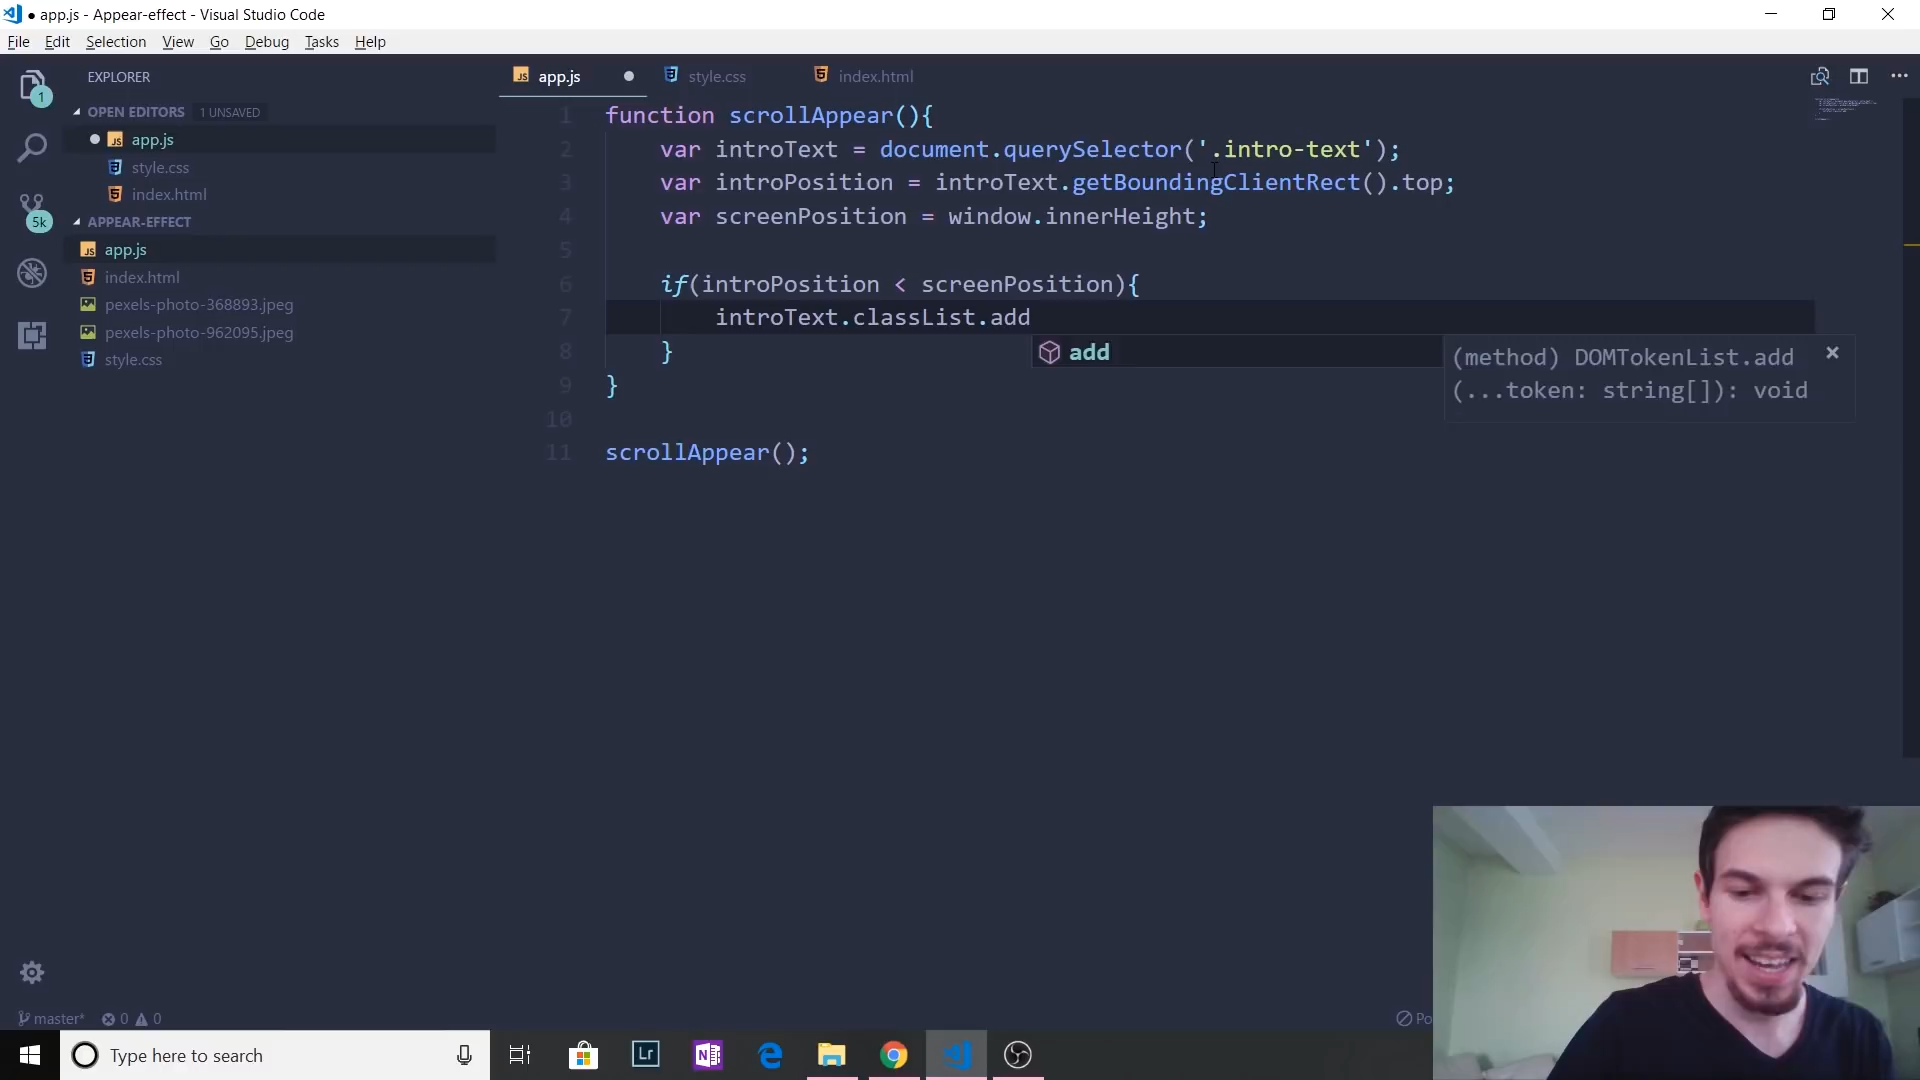 app.js - Appear-effect - Visual Studio Code
File Edit Selection View Go Debug Tasks Help
EXPLORER
OPEN EDITORS 1 UNSAVED
app.js
style.css
index.html
APPEAR-EFFECT
app.js
index.html
pexels-photo-368893.jpeg
pexels-photo-962095.jpeg
style.css
1
5k
app.js style.css index.html
1 function scrollAppear(){
2 var introText = document.querySelector('.intro-text');
3 var introPosition = introText.getBoundingClientRect().top;
4 var screenPosition = window.innerHeight;
5
6 if(introPosition < screenPosition){
7 introText.classList.add
8 }
9 }
10
11 scrollAppear();
add
(method) DOMTokenList.add
(...token: string[]): void
master* 0 0
Po
Type here to search
Lr
N